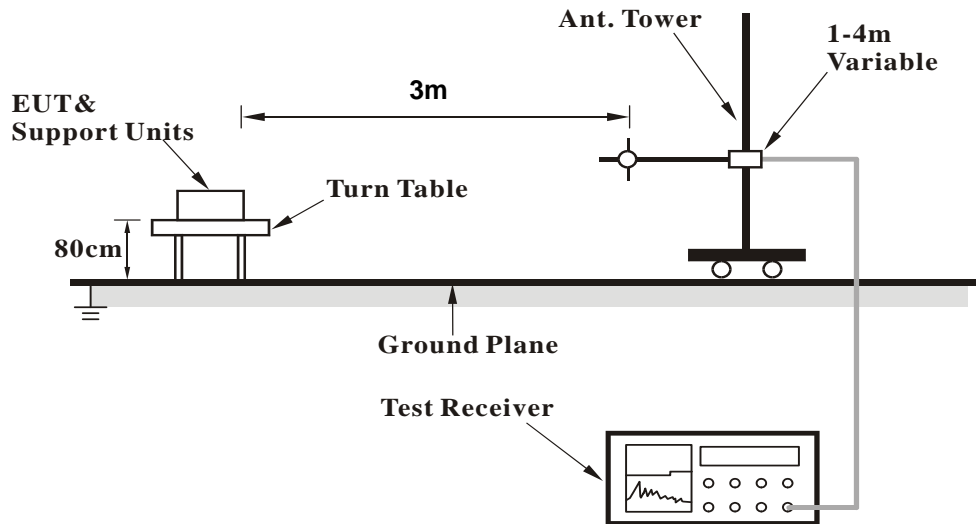 Ant. Tower
1-4m
Variable
3m
EUT&
Support Units
Turn Table
80cm
Ground Plane
Test Receiver